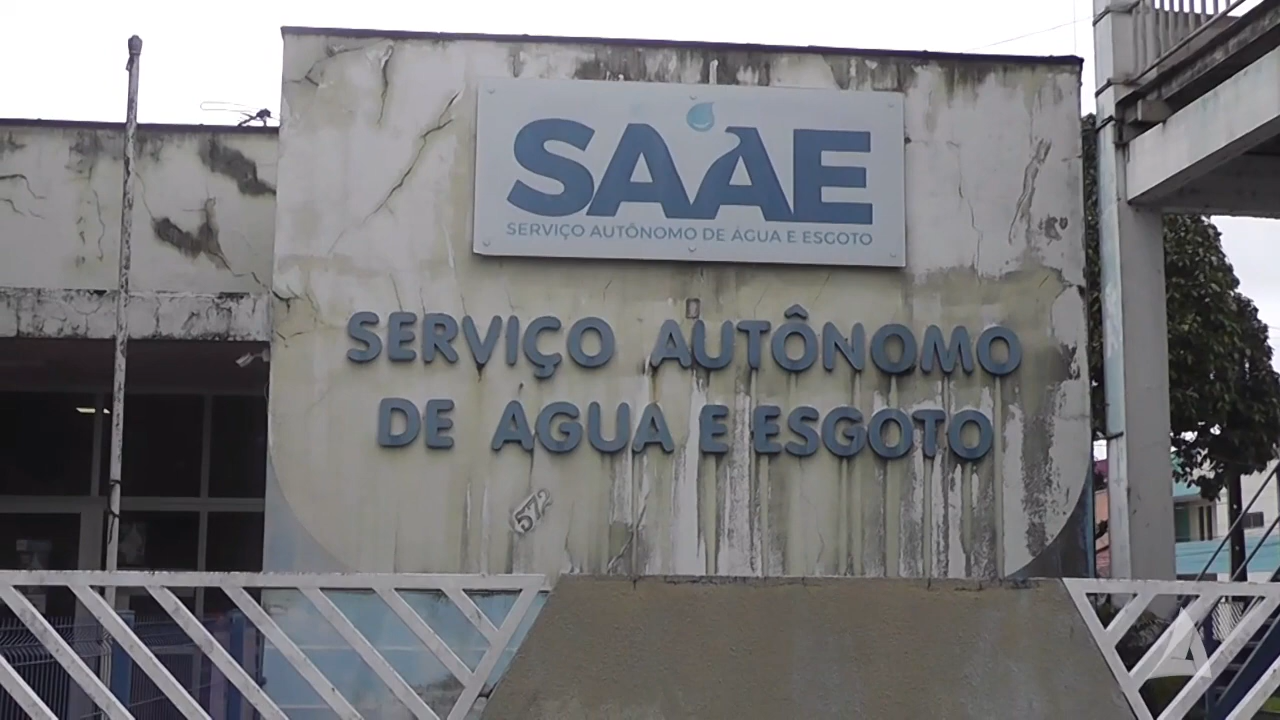 SAAE
SERVIÇO AUTÔNOMO DE ÁGUA E ESGOTO
SERVIÇO AUTÔNOMO
DE ÁGUA E ESGOTO
572
A